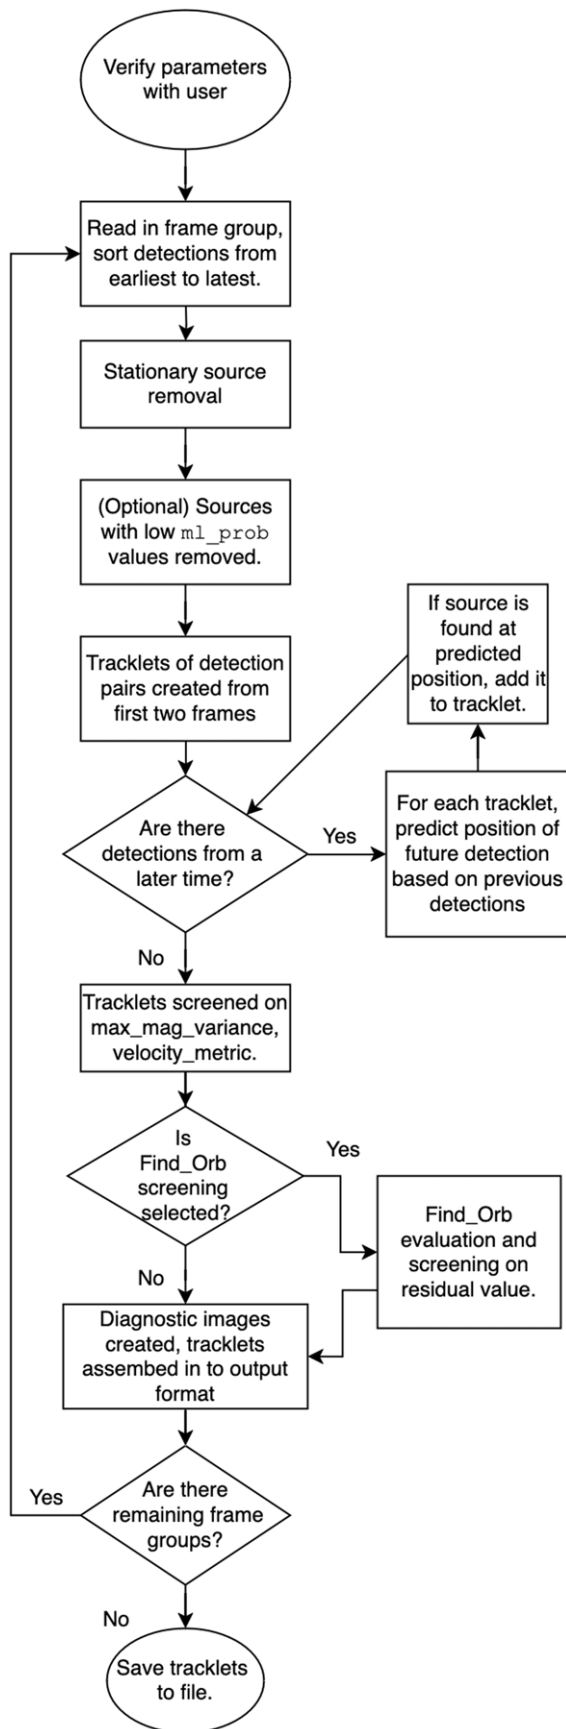 Verify parameters
with user
Read in frame group,
sort detections from
earliest to latest.
Stationary source
removal
(Optional) Sources
with low ml_prob
values removed.
Tracklets of detection
pairs created from
first two frames
If source is
found at
predicted
position, add it
to tracklet.
Are there
detections from a
later time?
Yes
For each tracklet,
predict position of
future detection
based on previous
detections
No
Tracklets screened on
max_mag_variance,
velocity_metric.
Is
Find_Orb
screening
selected?
Yes
Find_Orb
evaluation and
screening on
residual value.
No
Diagnostic images
created, tracklets
assembed in to output
format
Are there
remaining frame
groups?
Yes
No
Save tracklets
to file.